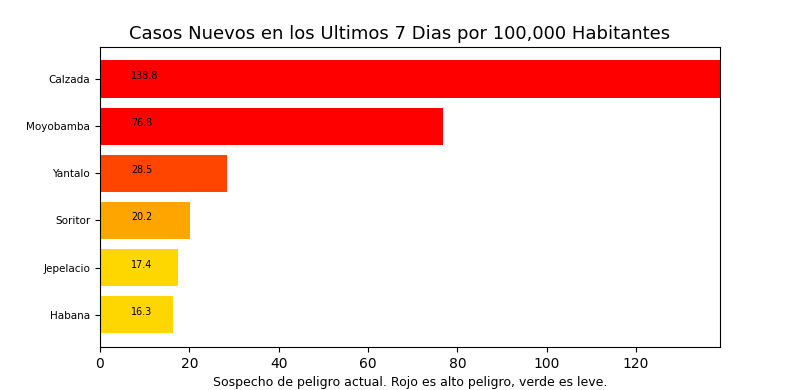 Casos Nuevos en los Ultimos 7 Dias por 100,000 Habitantes
Calzada 138.8
Moyobamba 76.8
Yantalo 28.5
Soritor 20.2
Jepelacio 17.4
Habana 16.3
0 20 40 60 80 100 120
Sospecho de peligro actual. Rojo es alto peligro, verde es leve.